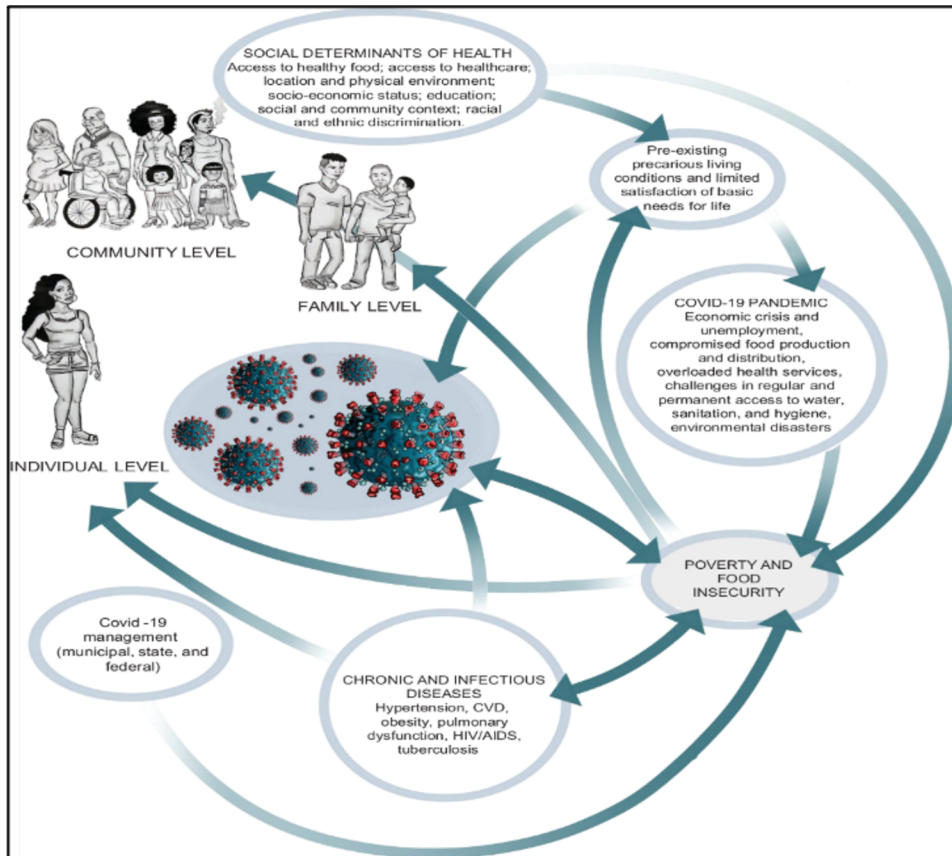 SOCIAL DETERMINANTS OF HEALTH
Access to healthy food; access to healthcare;
location and physical environment;
socio-economic status; education;
social and community context; racial
and ethnic discrimination.
Pre-existing
precarious living
conditions and limited
satisfaction of basic
needs for life
COMMUNITY LEVEL
FAMILY LEVEL
COVID-19 PANDEMIC
Economic crisis and
unemployment,
compromised food production
and distribution,
overloaded health services,
challenges in regular and
permanent access to water,
sanitation, and hygiene,
environmental disasters
INDIVIDUAL LEVEL
POVERTY AND
FOOD
INSECURITY
Covid -19
management
(municipal, state, and
federal)
CHRONIC AND INFECTIOUS
DISEASES
Hypertension, CVD,
obesity, pulmonary
dysfunction, HIV/AIDS,
tuberculosis